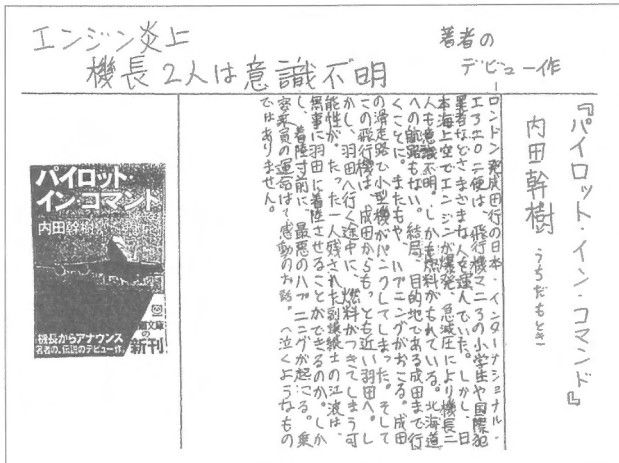 エンジン炎上
機長2人は意識不明
著者の
デビュー作
『パイロット・イン・コマンド』
内田幹樹
うちだもとき
ロンドン発成田行の日本・インターナショナル・
エア二〇二便は、飛行機マニアの小学生や国際犯
罪者などさまざまな人を運んでいた。しかし、日
本海上空でエンジンが爆発、急減圧により機長二
人も意識不明。しかも燃料がもれている。北海道
への航路もない。結局、目的地である成田まで行
くことに。またもや、ハプニングがおこる。成田
の滑走路で小型機がパンクしてしまった。そして
この飛行機は、成田からもっとも近い羽田へ。し
かし、羽田へ行く途中に、燃料がつきてしまう可
能性が。たった一人残された副操縦士の江波は、
無事に羽田に着陸させることができるのか。しか
し、着陸寸前に、最悪のハプニングが起こる。乗
客乗員の運命は?感動のお話。へ泣くようなもの
ではありません。
パイロット・
イン・コマンド
内田幹樹
機長からアナウンス
著者の、伝説のデビュー作
潮文庫
の
新刊